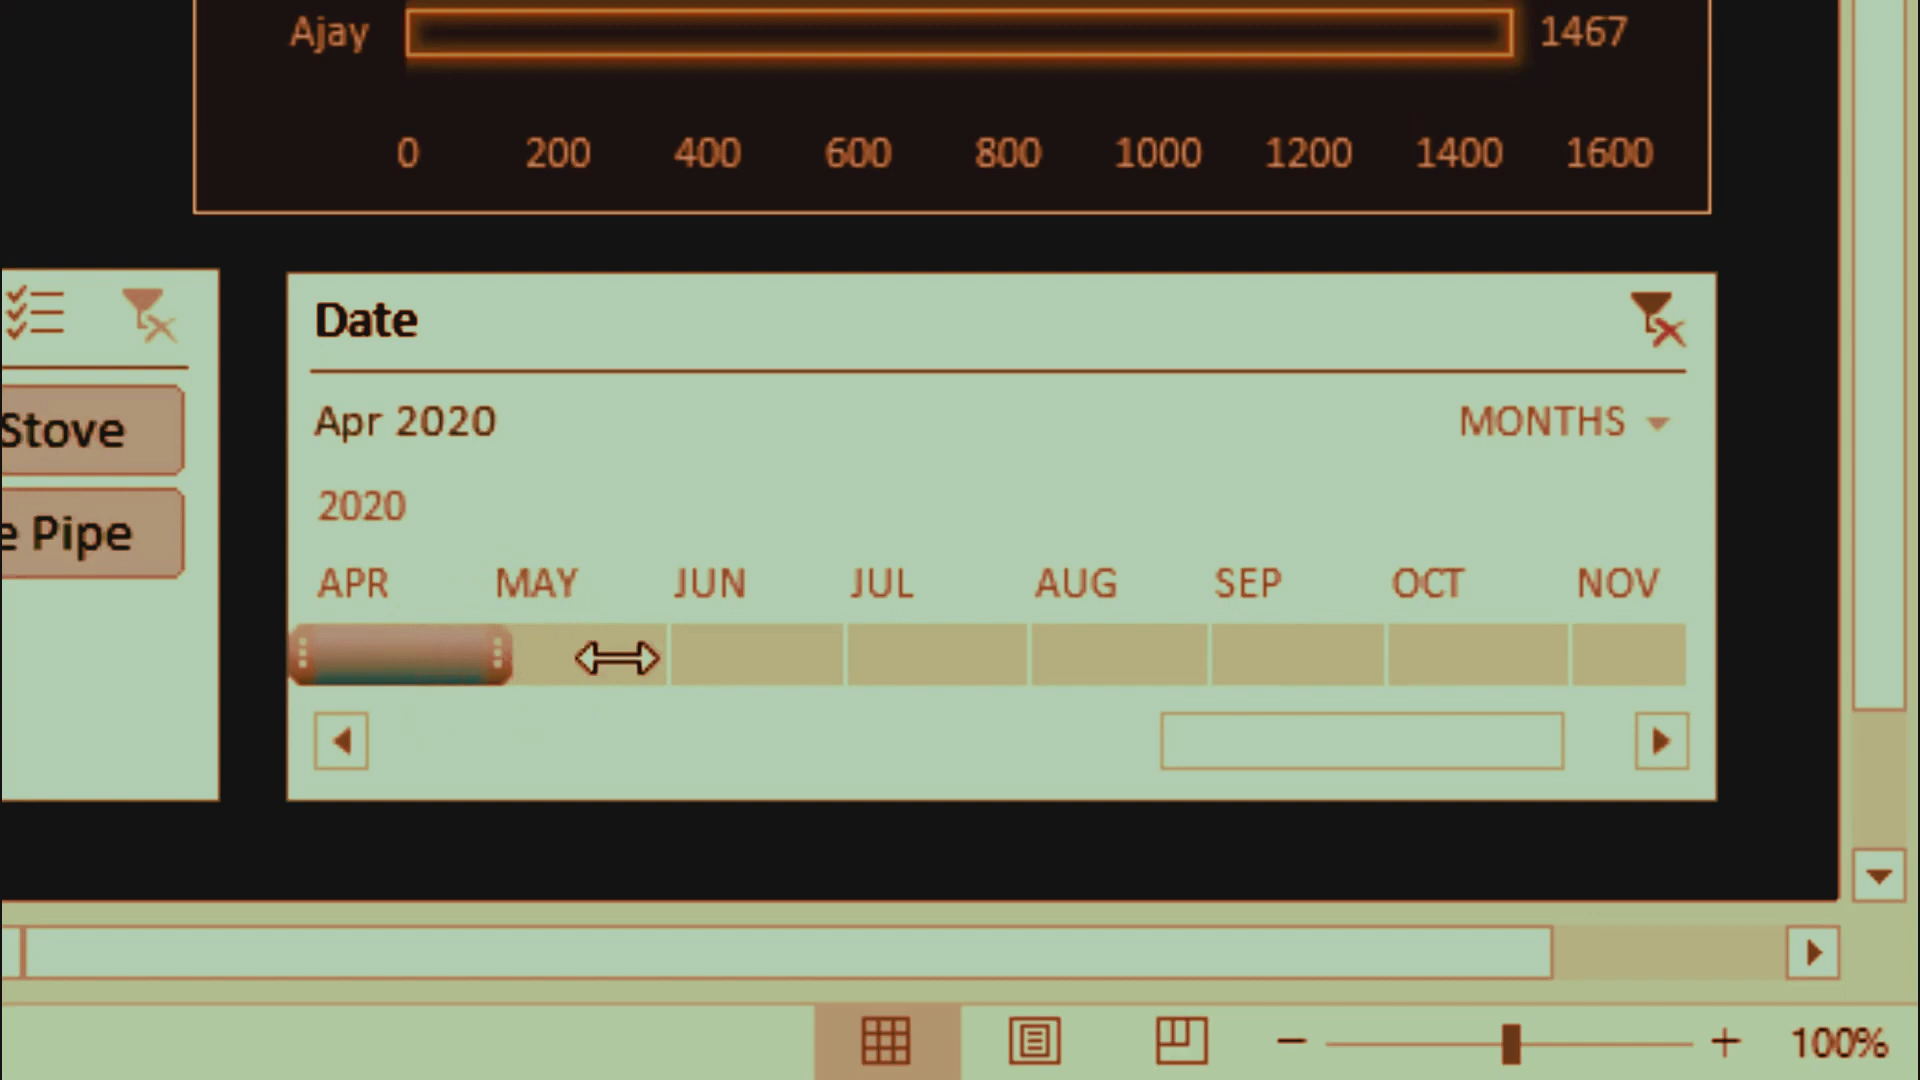 Ajay 1467
0 200 400 600 800 1000 1200 1400 1600
Date
Stove
Apr 2020 MONTHS
2020
e Pipe
APR MAY JUN JUL AUG SEP OCT NOV
100%